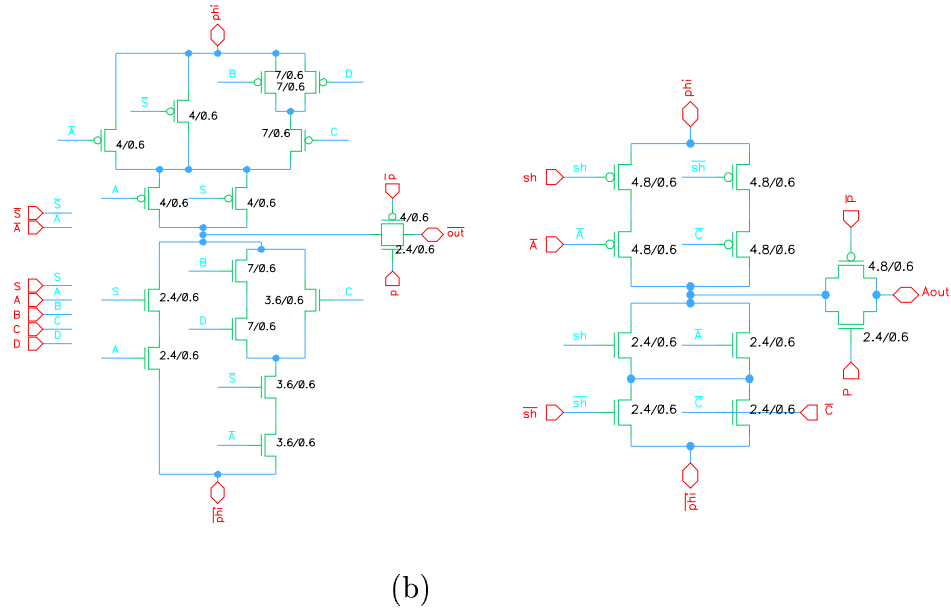 phi
B
7/0.6
D
7/0.6
S̅
4/0.6
A̅
4/0.6
7/0.6
C
A
4/0.6
S
4/0.6
p̅
4/0.6
o̅u̅t̅
2.4/0.6
p
S̅
S̅
A̅
A
B
7/0.6
S
S
A
A
B
B
C
C
D
D
S
2.4/0.6
3.6/0.6
C
D
7/0.6
A
2.4/0.6
S̅
3.6/0.6
A̅
3.6/0.6
p̅h̅i̅
phi
sh
sh
4.8/0.6
s̅h̅
4.8/0.6
A̅
A̅
4.8/0.6
C̅
4.8/0.6
p̅
4.8/0.6
Aout
2.4/0.6
p
sh
2.4/0.6
A̅
2.4/0.6
s̅h̅
s̅h̅
2.4/0.6
C̅
2.4/0.6
C̅
p̅h̅i̅
(b)